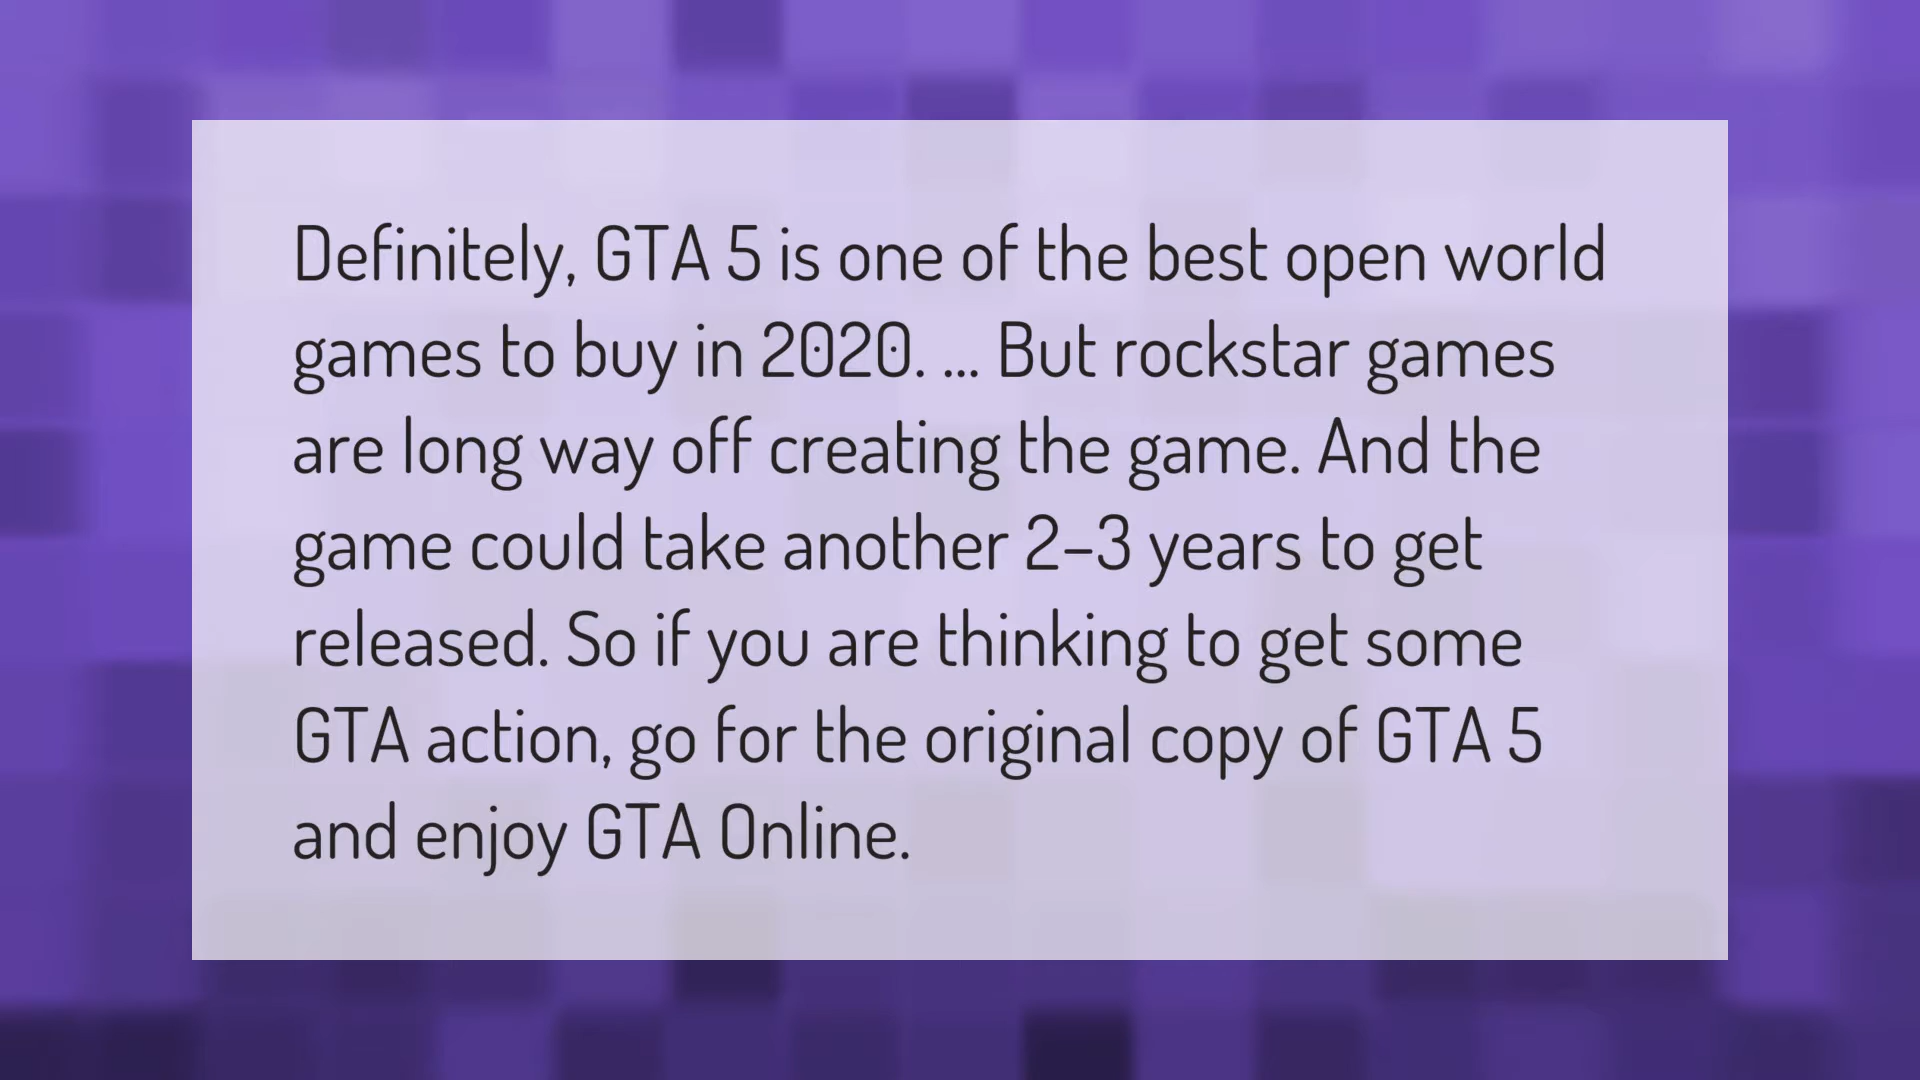 Definitely, GTA 5 is one of the best open world
games to buy in 2020. ... But rockstar games
are long way off creating the game. And the
game could take another 2–3 years to get
released. So if you are thinking to get some
GTA action, go for the original copy of GTA 5
and enjoy GTA Online.